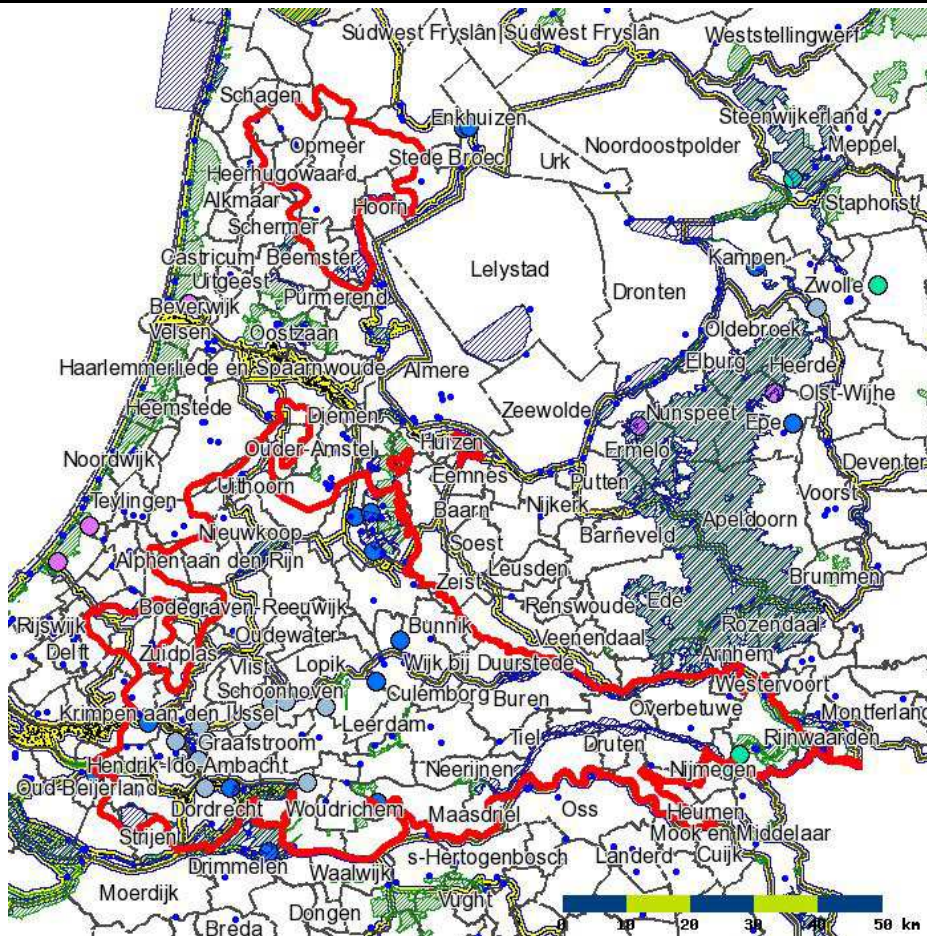 Súdwest Fryslân
Súdwest Fryslân
Weststellingwerf
Schagen
Enkhuizen
Steenwijkerland
Opmeer
Noordoostpolder
Meppel
Stede Broec
Urk
Heerhugowaard
Alkmaar
Hoorn
Staphorst
Schermer
Castricum
Beemster
Kampen
Uitgeest
Lelystad
Zwolle
Purmerend
Dronten
Beverwijk
Velsen
Oostzaan
Oldebroek
Haarlemmerliede en Spaarnwoude
Almere
Elburg
Heerde
Olst-Wijhe
Heemstede
Diemen
Zeewolde
Nunspeet
Epe
Huizen
Ouder-Amstel
Ermelo
Noordwijk
Eemnes
Deventer
Uithoorn
Putten
Teylingen
Baarn
Nijkerk
Voorst
Apeldoorn
Nieuwkoop
Soest
Barneveld
Alphen aan den Rijn
Leusden
Zeist
Brummen
Bodegraven-Reeuwijk
Renswoude
Ede
Rijswijk
Oudewater
Bunnik
Rozendaal
Delft
Veenendaal
Zuidplas
Vlist
Lopik
Wijk bij Duurstede
Arnhem
Schoonhoven
Culemborg
Buren
Westervoort
Overbetuwe
Krimpen aan den IJssel
Leerdam
Montferland
Tiel
Graafstroom
Druten
Rijnwaarden
Hendrik-Ido-Ambacht
Neerijnen
Nijmegen
Oud-Beijerland
Dordrecht
Woudrichem
Maasdriel
Oss
Heumen
Strijen
Mook en Middelaar
s-Hertogenbosch
Landerd
Cuijk
Drimmelen
Waalwijk
Moerdijk
Vught
Dongen
Breda
0 10 20 30 40 50 km